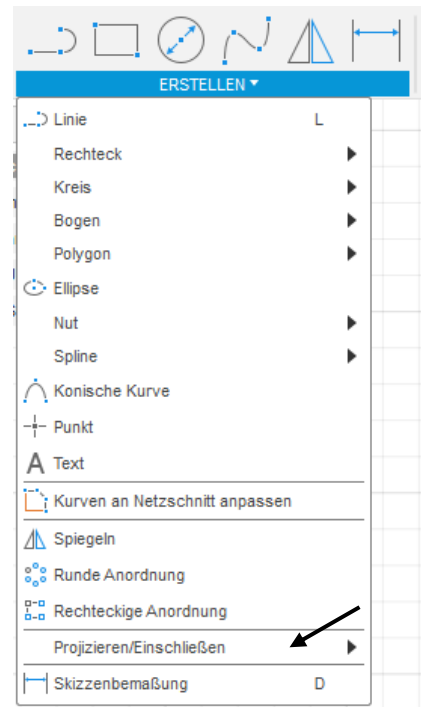 ERSTELLEN
Linie L
Rechteck
Kreis
Bogen
Polygon
Ellipse
Nut
Spline
Konische Kurve
Punkt
A Text
Kurven an Netzschnitt anpassen
Spiegeln
Runde Anordnung
Rechteckige Anordnung
Projizieren/Einschließen
Skizzenbemaßung D